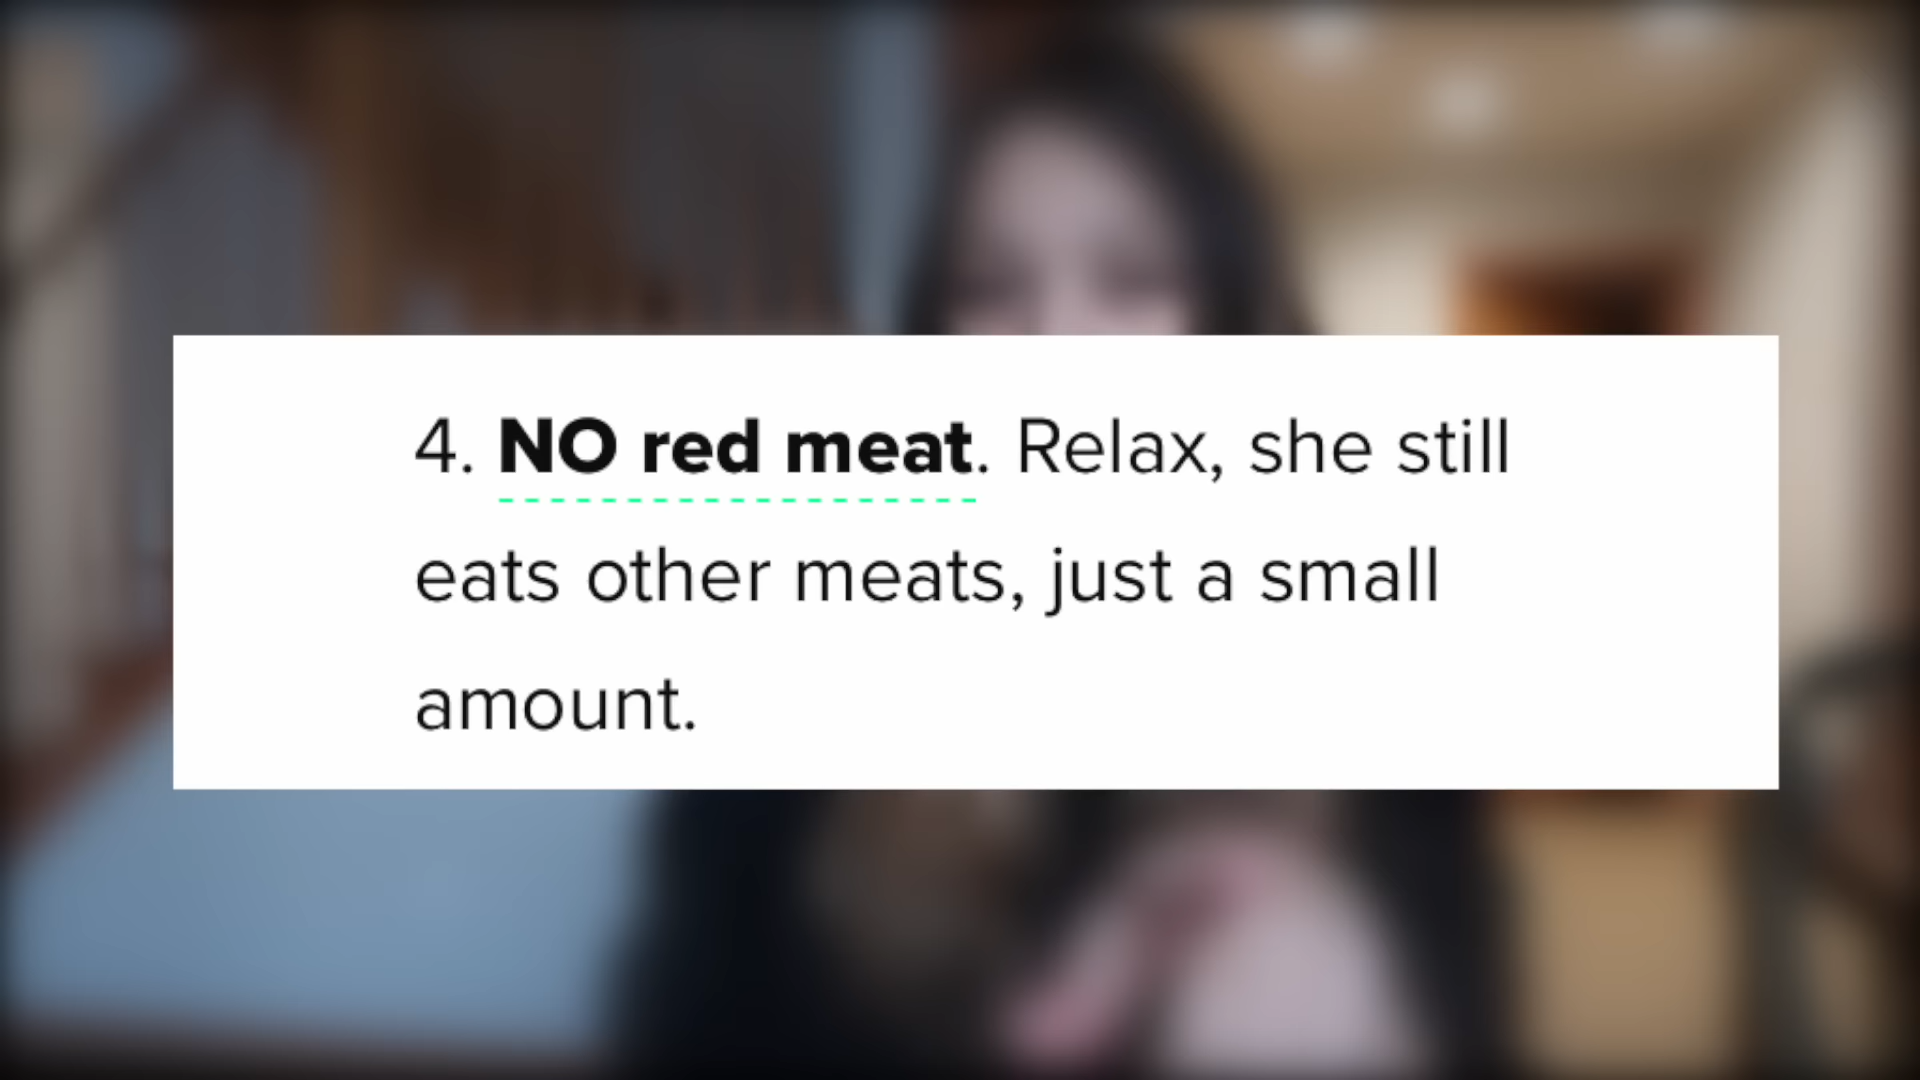 4. NO red meat. Relax, she still
eats other meats, just a small
amount.